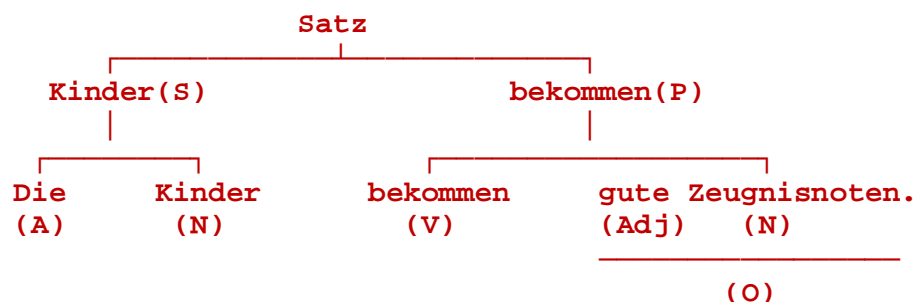 Satz
Kinder(S) bekommen(P)
Die Kinder bekommen gute Zeugnisnoten.
(A) (N) (V) (Adj) (N)
(O)